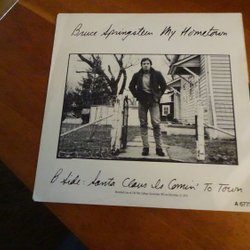 Bruce Springsteen My Hometown
B Side: Santa Claus Is Comin' To Town